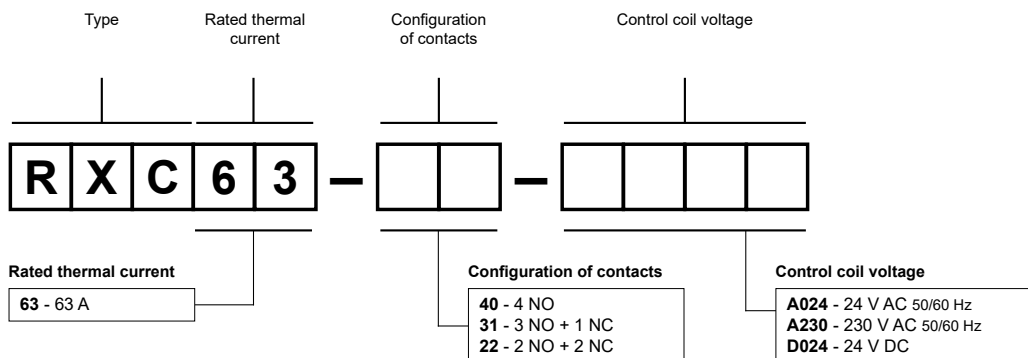 Type
Rated thermal
current
Configuration
of contacts
Control coil voltage
R X C 6 3 – –
Rated thermal current
63 - 63 A
Configuration of contacts
40 - 4 NO
31 - 3 NO + 1 NC
22 - 2 NO + 2 NC
Control coil voltage
A024 - 24 V AC 50/60 Hz
A230 - 230 V AC 50/60 Hz
D024 - 24 V DC